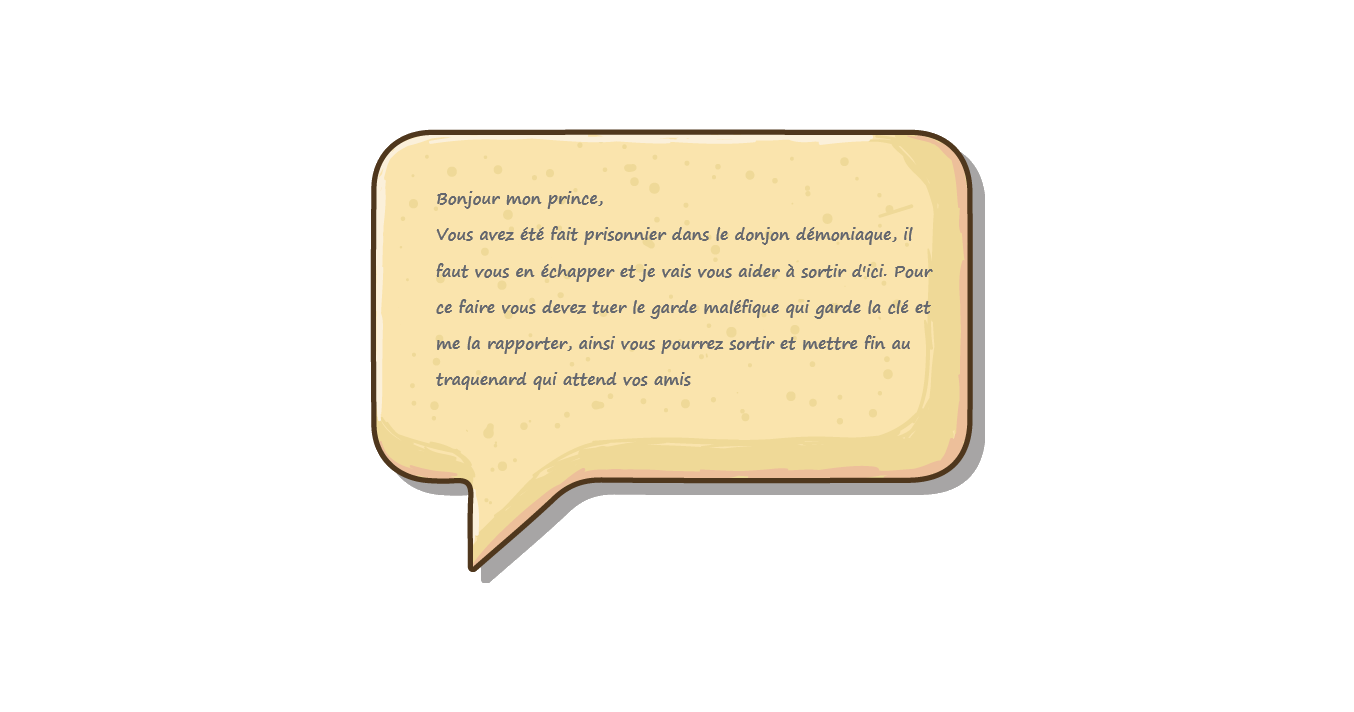 Bonjour mon prince,
Vous avez été fait prisonnier dans le donjon démoniaque, il
faut vous en échapper et je vais vous aider à sortir d'ici. Pour
ce faire vous devez tuer le garde maléfique qui garde la clé et
me la rapporter, ainsi vous pourrez sortir et mettre fin au
traquenard qui attend vos amis